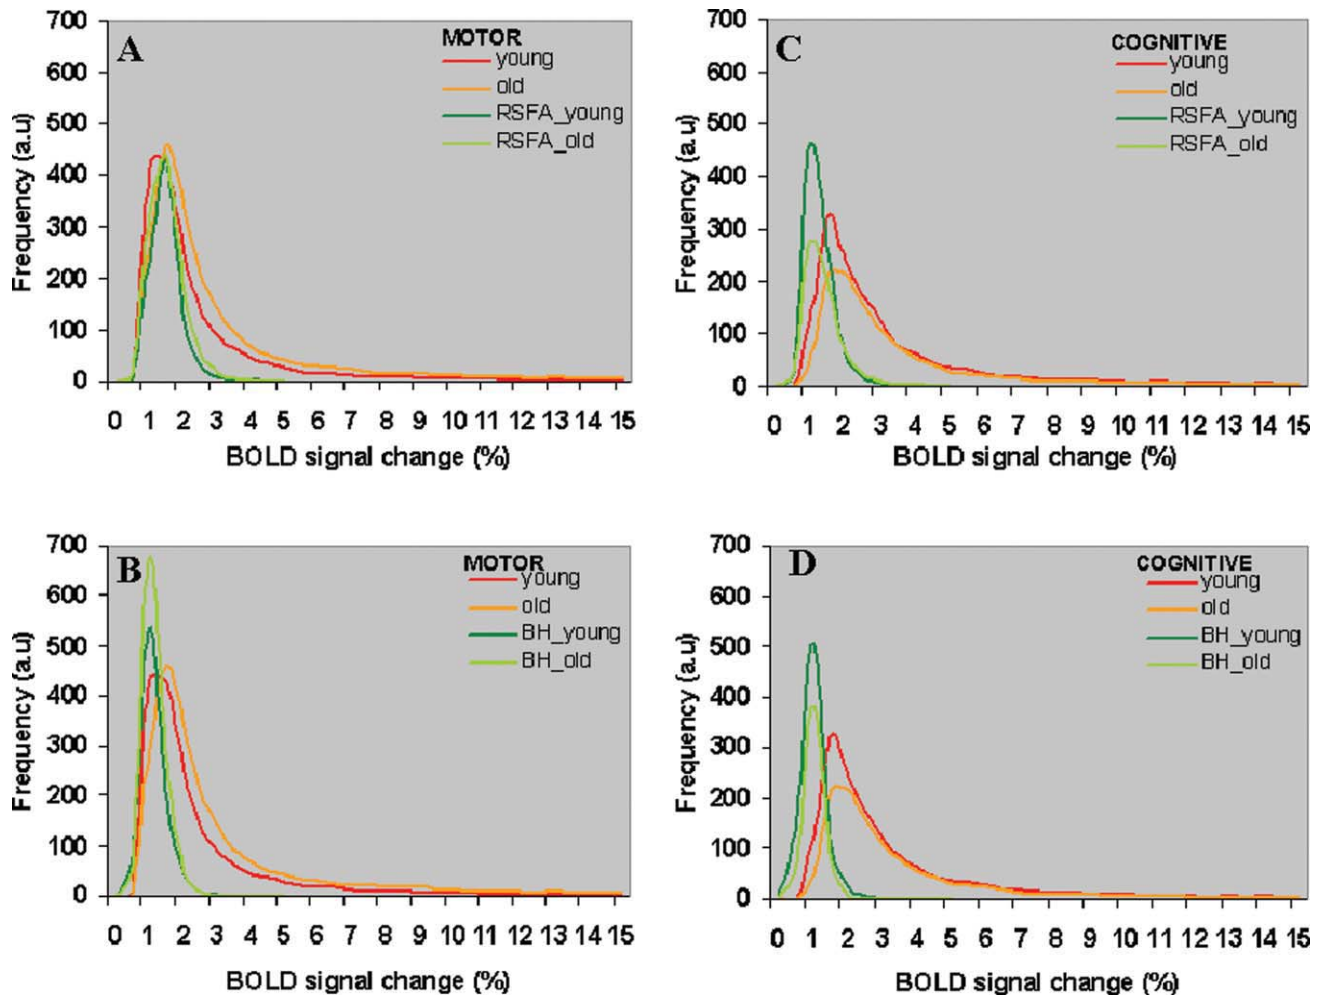 A
MOTOR
young
old
RSFA_young
RSFA_old
700
600
500
400
300
200
100
0
Frequency (a.u)
0 1 2 3 4 5 6 7 8 9 10 11 12 13 14 15
BOLD signal change (%)
C
COGNITIVE
young
old
RSFA_young
RSFA_old
700
600
500
400
300
200
100
0
Frequency (a.u)
0 1 2 3 4 5 6 7 8 9 10 11 12 13 14 15
BOLD signal change (%)
B
MOTOR
young
old
BH_young
BH_old
700
600
500
400
300
200
100
0
Frequency (a.u)
0 1 2 3 4 5 6 7 8 9 10 11 12 13 14 15
BOLD signal change (%)
D
COGNITIVE
young
old
BH_young
BH_old
700
600
500
400
300
200
100
0
Frequency (a.u)
0 1 2 3 4 5 6 7 8 9 10 11 12 13 14 15
BOLD signal change (%)